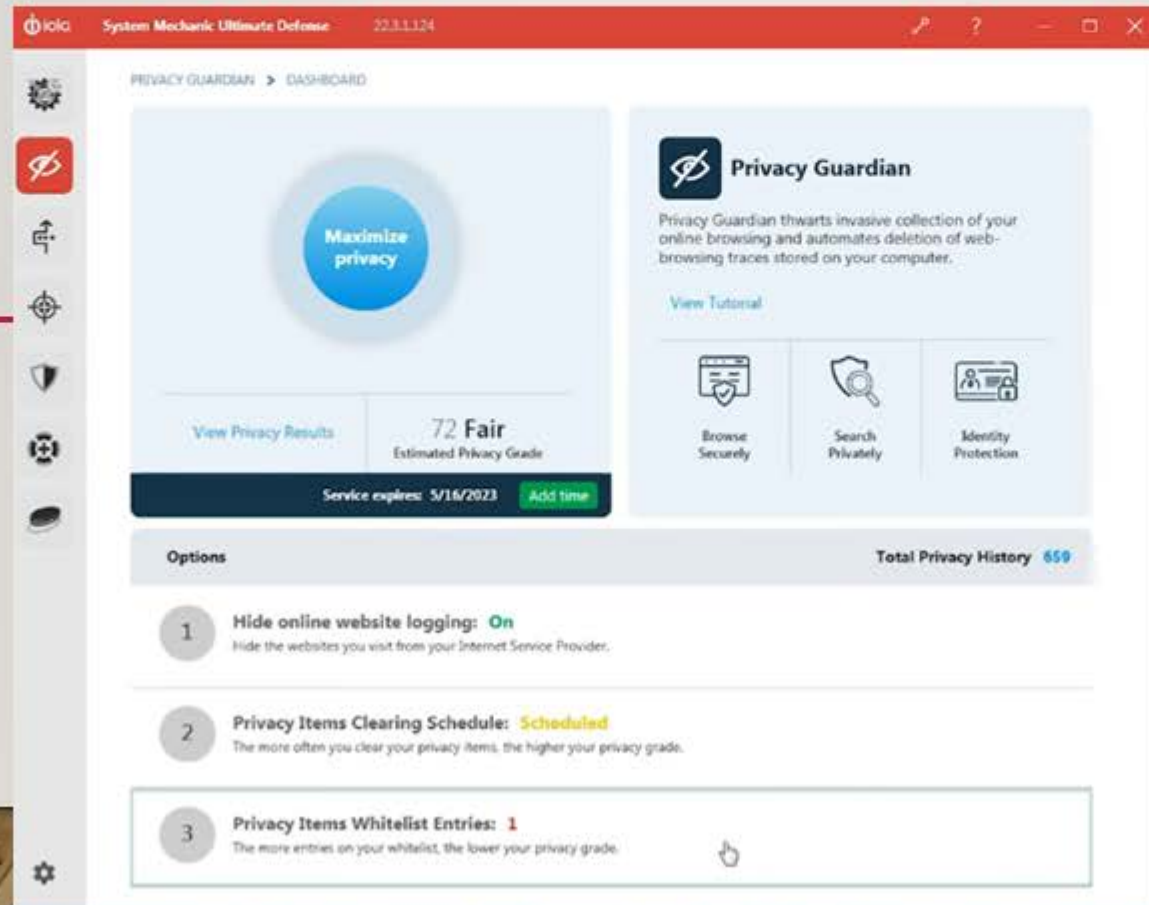 iolo System Mechanic Ultimate Defense 22.3.1.124 ?
PRIVACY GUARDIAN > DASHBOARD
Maximize
privacy
View Privacy Results
72 Fair
Estimated Privacy Grade
Service expires: 5/16/2023 Add time
Privacy Guardian
Privacy Guardian thwarts invasive collection of your
online browsing and automates deletion of web-
browsing traces stored on your computer.
View Tutorial
Browse
Securely
Search
Privately
Identity
Protection
Options Total Privacy History 659
1 Hide online website logging: On
Hide the websites you visit from your Internet Service Provider.
2 Privacy Items Clearing Schedule: Scheduled
The more often you clear your privacy items, the higher your privacy grade.
3 Privacy Items Whitelist Entries: 1
The more entries on your whitelist, the lower your privacy grade.